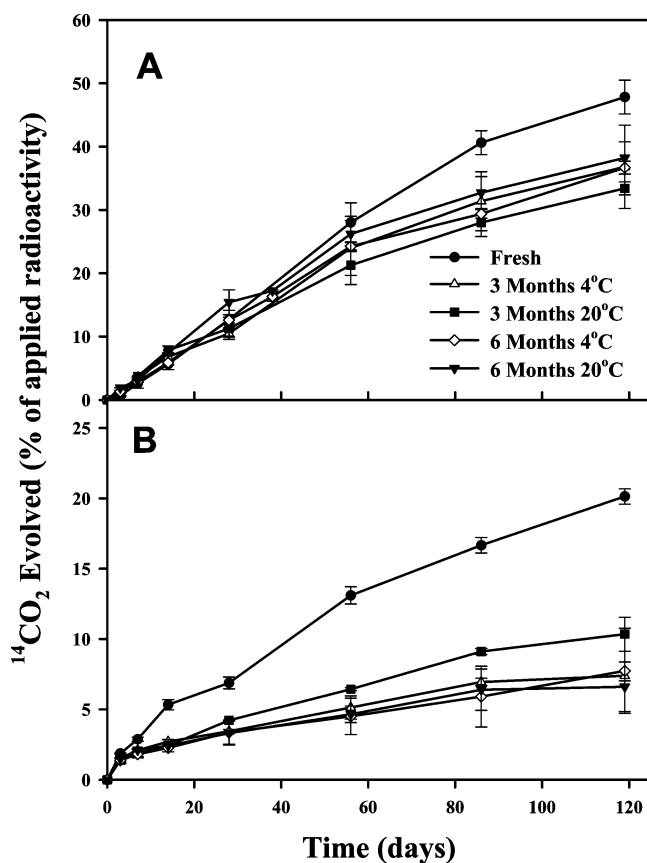 ¹⁴CO₂ Evolved (% of applied radioactivity)
60
50
40
30
20
10
0
A
Fresh
3 Months 4°C
3 Months 20°C
6 Months 4°C
6 Months 20°C
25
20
15
10
5
0
B
0 20 40 60 80 100 120
Time (days)